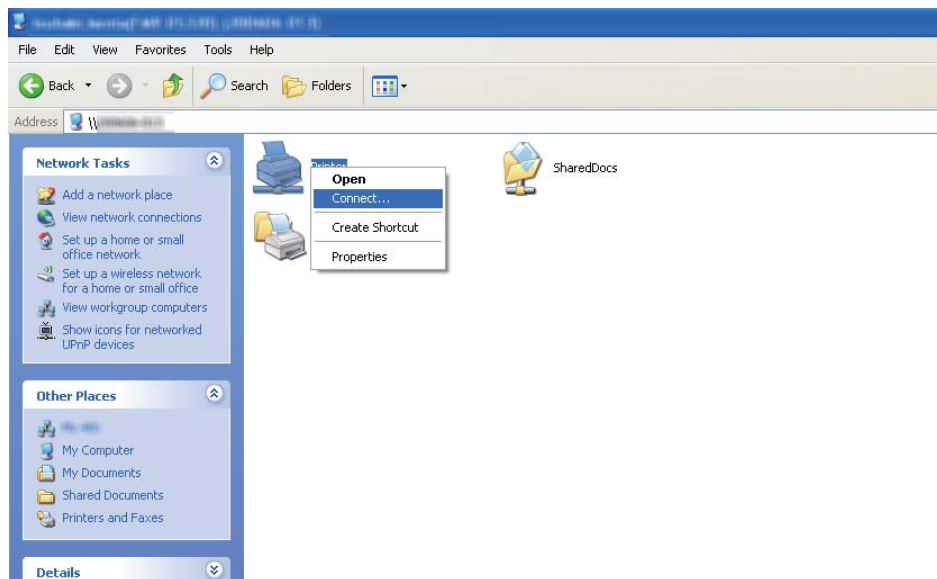 File Edit View Favorites Tools Help
Back Search Folders
Address \\
Network Tasks
Add a network place
View network connections
Set up a home or small
office network
Set up a wireless network
for a home or small office
View workgroup computers
Show icons for networked
UPnP devices
Other Places
My Computer
My Documents
Shared Documents
Printers and Faxes
Details
Printer
Open
Connect...
Create Shortcut
Properties
SharedDocs